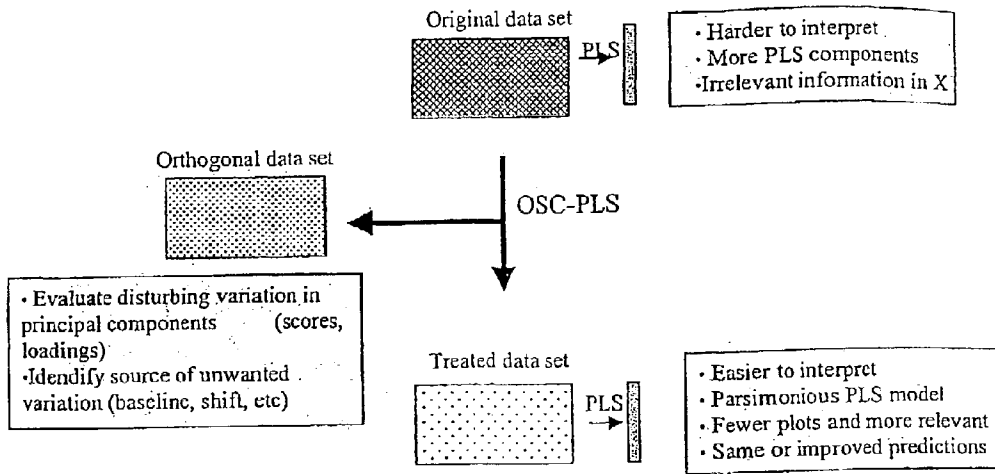 Original data set
PLS
· Harder to interpret
· More PLS components
·Irrelevant information in X
Orthogonal data set
OSC-PLS
· Evaluate disturbing variation in
principal components (scores,
loadings)
·Idendify source of unwanted
variation (baseline, shift, etc)
Treated data set
PLS
· Easier to interpret
· Parsimonious PLS model
· Fewer plots and more relevant
· Same or improved predictions